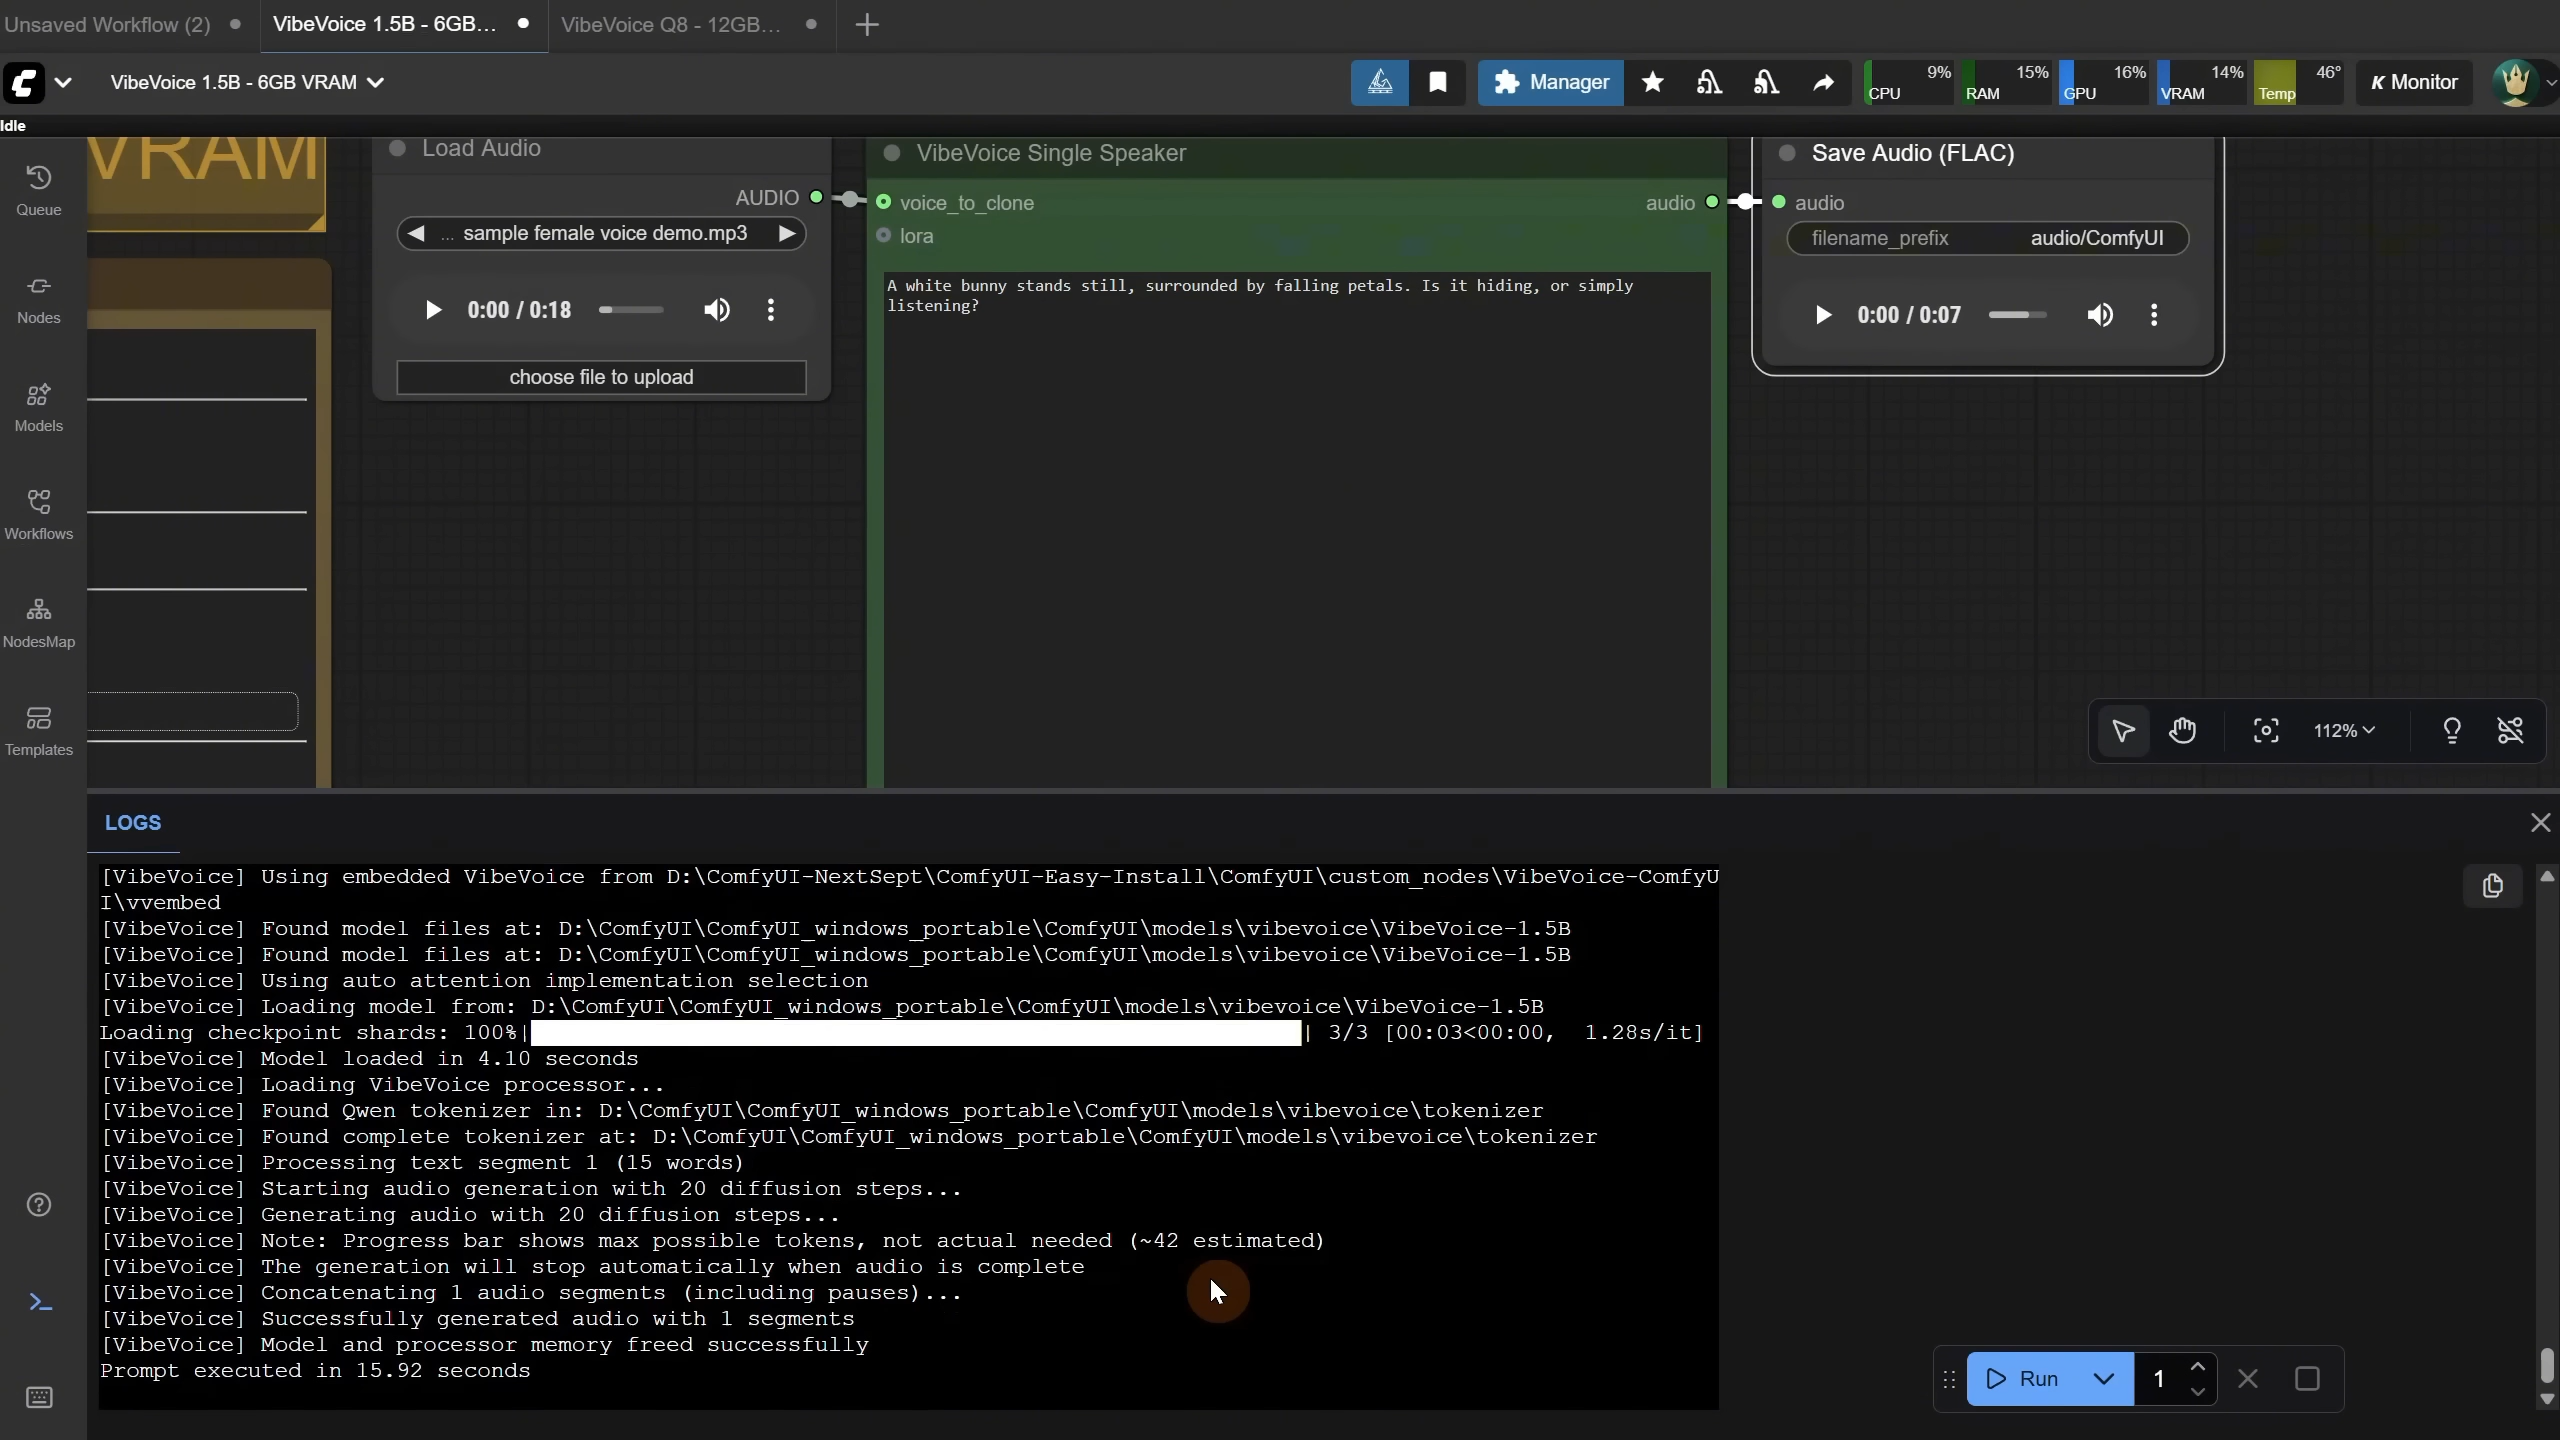 Unsaved Workflow (2)
VibeVoice 1.5B - 6GB...
VibeVoice Q8 - 12GB...
VibeVoice 1.5B - 6GB VRAM
Manager
9%
CPU
15%
RAM
16%
GPU
14%
VRAM
46°
Temp
Monitor
Idle
Queue
Nodes
Models
Workflows
NodesMap
Templates
VRAM
Load Audio
AUDIO
... sample female voice demo.mp3
0:00 / 0:18
choose file to upload
VibeVoice Single Speaker
voice_to_clone
audio
lora
A white bunny stands still, surrounded by falling petals. Is it hiding, or simply
listening?
Save Audio (FLAC)
audio
filename_prefix audio/ComfyUI
0:00 / 0:07
112%
LOGS
[VibeVoice] Using embedded VibeVoice from D:\ComfyUI-NextSept\ComfyUI-Easy-Install\ComfyUI\custom_nodes\VibeVoice-ComfyU
I\vvembed
[VibeVoice] Found model files at: D:\ComfyUI\ComfyUI_windows_portable\ComfyUI\models\vibevoice\VibeVoice-1.5B
[VibeVoice] Found model files at: D:\ComfyUI\ComfyUI_windows_portable\ComfyUI\models\vibevoice\VibeVoice-1.5B
[VibeVoice] Using auto attention implementation selection
[VibeVoice] Loading model from: D:\ComfyUI\ComfyUI_windows_portable\ComfyUI\models\vibevoice\VibeVoice-1.5B
Loading checkpoint shards: 100%| | 3/3 [00:03<00:00, 1.28s/it]
[VibeVoice] Model loaded in 4.10 seconds
[VibeVoice] Loading VibeVoice processor...
[VibeVoice] Found Qwen tokenizer in: D:\ComfyUI\ComfyUI_windows_portable\ComfyUI\models\vibevoice\tokenizer
[VibeVoice] Found complete tokenizer at: D:\ComfyUI\ComfyUI_windows_portable\ComfyUI\models\vibevoice\tokenizer
[VibeVoice] Processing text segment 1 (15 words)
[VibeVoice] Starting audio generation with 20 diffusion steps...
[VibeVoice] Generating audio with 20 diffusion steps...
[VibeVoice] Note: Progress bar shows max possible tokens, not actual needed (~42 estimated)
[VibeVoice] The generation will stop automatically when audio is complete
[VibeVoice] Concatenating 1 audio segments (including pauses)...
[VibeVoice] Successfully generated audio with 1 segments
[VibeVoice] Model and processor memory freed successfully
Prompt executed in 15.92 seconds
Run
1